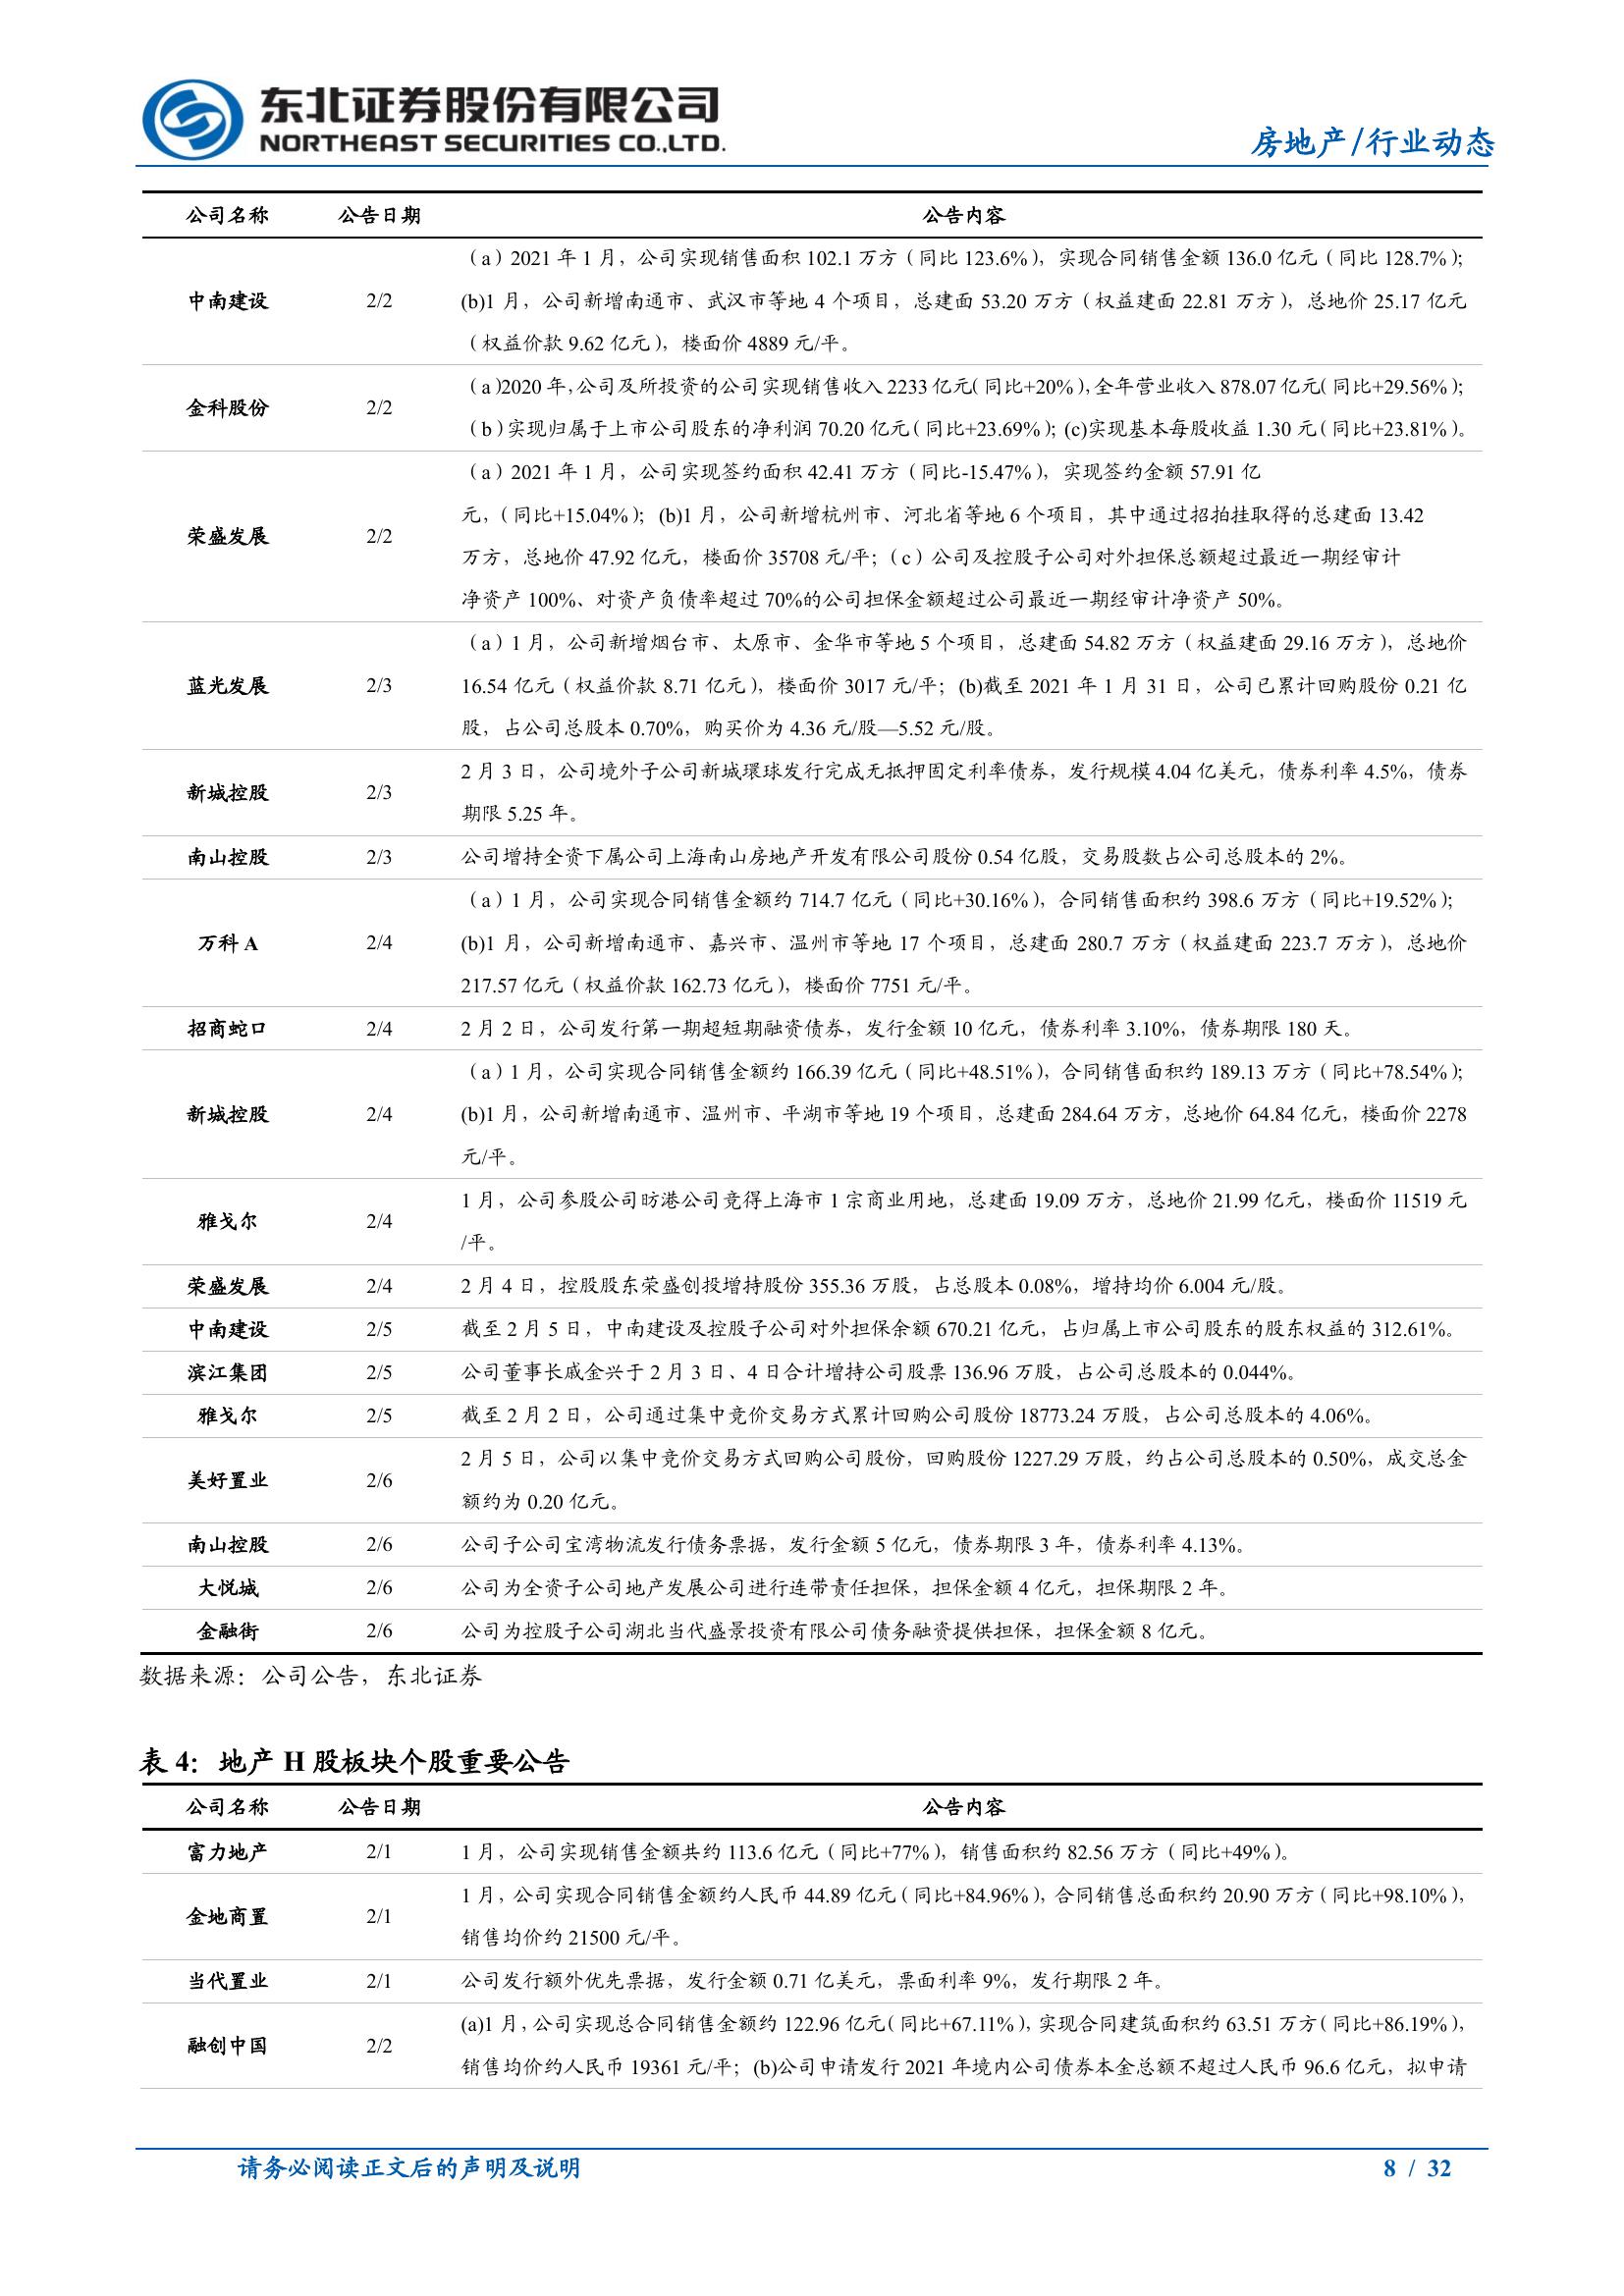 东北证券股份有限公司
NORTHEAST SECURITIES CO.,LTD.
房地产/行业动态
公司名称 公告日期 公告内容
（a）2021 年 1 月，公司实现销售面积 102.1 万方（同比 123.6%），实现合同销售金额 136.0 亿元（同比 128.7%）；
中南建设 2/2 (b)1 月，公司新增南通市、武汉市等地 4 个项目，总建面 53.20 万方（权益建面 22.81 万方），总地价 25.17 亿元
（权益价款 9.62 亿元），楼面价 4889 元/平。
（a）2020 年，公司及所投资的公司实现销售收入 2233 亿元（同比+20%），全年营业收入 878.07 亿元（同比+29.56%）；
金科股份 2/2
（b）实现归属于上市公司股东的净利润 70.20 亿元（同比+23.69%）；(c)实现基本每股收益 1.30 元（同比+23.81%）。
（a）2021 年 1 月，公司实现签约面积 42.41 万方（同比-15.47%），实现签约金额 57.91 亿
元，（同比+15.04%）；(b)1 月，公司新增杭州市、河北省等地 6 个项目，其中通过招拍挂取得的总建面 13.42
荣盛发展 2/2
万方，总地价 47.92 亿元，楼面价 35708 元/平；（c）公司及控股子公司对外担保总额超过最近一期经审计
净资产 100%、对资产负债率超过 70%的公司担保金额超过公司最近一期经审计净资产 50%。
（a）1 月，公司新增烟台市、太原市、金华市等地 5 个项目，总建面 54.82 万方（权益建面 29.16 万方），总地价
蓝光发展 2/3 16.54 亿元（权益价款 8.71 亿元），楼面价 3017 元/平；(b)截至 2021 年 1 月 31 日，公司已累计回购股份 0.21 亿
股，占公司总股本 0.70%，购买价为 4.36 元/股—5.52 元/股。
2 月 3 日，公司境外子公司新城環球发行完成无抵押固定利率债券，发行规模 4.04 亿美元，债券利率 4.5%，债券
新城控股 2/3
期限 5.25 年。
南山控股 2/3 公司增持全资下属公司上海南山房地产开发有限公司股份 0.54 亿股，交易股数占公司总股本的 2%。
（a）1 月，公司实现合同销售金额约 714.7 亿元（同比+30.16%），合同销售面积约 398.6 万方（同比+19.52%）；
万科 A 2/4 (b)1 月，公司新增南通市、嘉兴市、温州市等地 17 个项目，总建面 280.7 万方（权益建面 223.7 万方），总地价
217.57 亿元（权益价款 162.73 亿元），楼面价 7751 元/平。
招商蛇口 2/4 2 月 2 日，公司发行第一期超短期融资债券，发行金额 10 亿元，债券利率 3.10%，债券期限 180 天。
（a）1 月，公司实现合同销售金额约 166.39 亿元（同比+48.51%），合同销售面积约 189.13 万方（同比+78.54%）；
新城控股 2/4 (b)1 月，公司新增南通市、温州市、平湖市等地 19 个项目，总建面 284.64 万方，总地价 64.84 亿元，楼面价 2278
元/平。
1 月，公司参股公司昉港公司竞得上海市 1 宗商业用地，总建面 19.09 万方，总地价 21.99 亿元，楼面价 11519 元
雅戈尔 2/4
/平。
荣盛发展 2/4 2 月 4 日，控股股东荣盛创投增持股份 355.36 万股，占总股本 0.08%，增持均价 6.004 元/股。
中南建设 2/5 截至 2 月 5 日，中南建设及控股子公司对外担保余额 670.21 亿元，占归属上市公司股东的股东权益的 312.61%。
滨江集团 2/5 公司董事长戚金兴于 2 月 3 日、4 日合计增持公司股票 136.96 万股，占公司总股本的 0.044%。
雅戈尔 2/5 截至 2 月 2 日，公司通过集中竞价交易方式累计回购公司股份 18773.24 万股，占公司总股本的 4.06%。
2 月 5 日，公司以集中竞价交易方式回购公司股份，回购股份 1227.29 万股，约占公司总股本的 0.50%，成交总金
美好置业 2/6
额约为 0.20 亿元。
南山控股 2/6 公司子公司宝湾物流发行债务票据，发行金额 5 亿元，债券期限 3 年，债券利率 4.13%。
大悦城 2/6 公司为全资子公司地产发展公司进行连带责任担保，担保金额 4 亿元，担保期限 2 年。
金融街 2/6 公司为控股子公司湖北当代盛景投资有限公司债务融资提供担保，担保金额 8 亿元。
数据来源：公司公告，东北证券
表 4：地产 H 股板块个股重要公告
公司名称 公告日期 公告内容
富力地产 2/1 1 月，公司实现销售金额共约 113.6 亿元（同比+77%），销售面积约 82.56 万方（同比+49%）。
1 月，公司实现合同销售金额约人民币 44.89 亿元（同比+84.96%），合同销售总面积约 20.90 万方（同比+98.10%），
金地商置 2/1
销售均价约 21500 元/平。
当代置业 2/1 公司发行额外优先票据，发行金额 0.71 亿美元，票面利率 9%，发行期限 2 年。
(a)1 月，公司实现总合同销售金额约 122.96 亿元（同比+67.11%），实现合同建筑面积约 63.51 万方（同比+86.19%），
融创中国 2/2
销售均价约人民币 19361 元/平；(b)公司申请发行 2021 年境内公司债券本金总额不超过人民币 96.6 亿元，拟申请
请务必阅读正文后的声明及说明 8 / 32